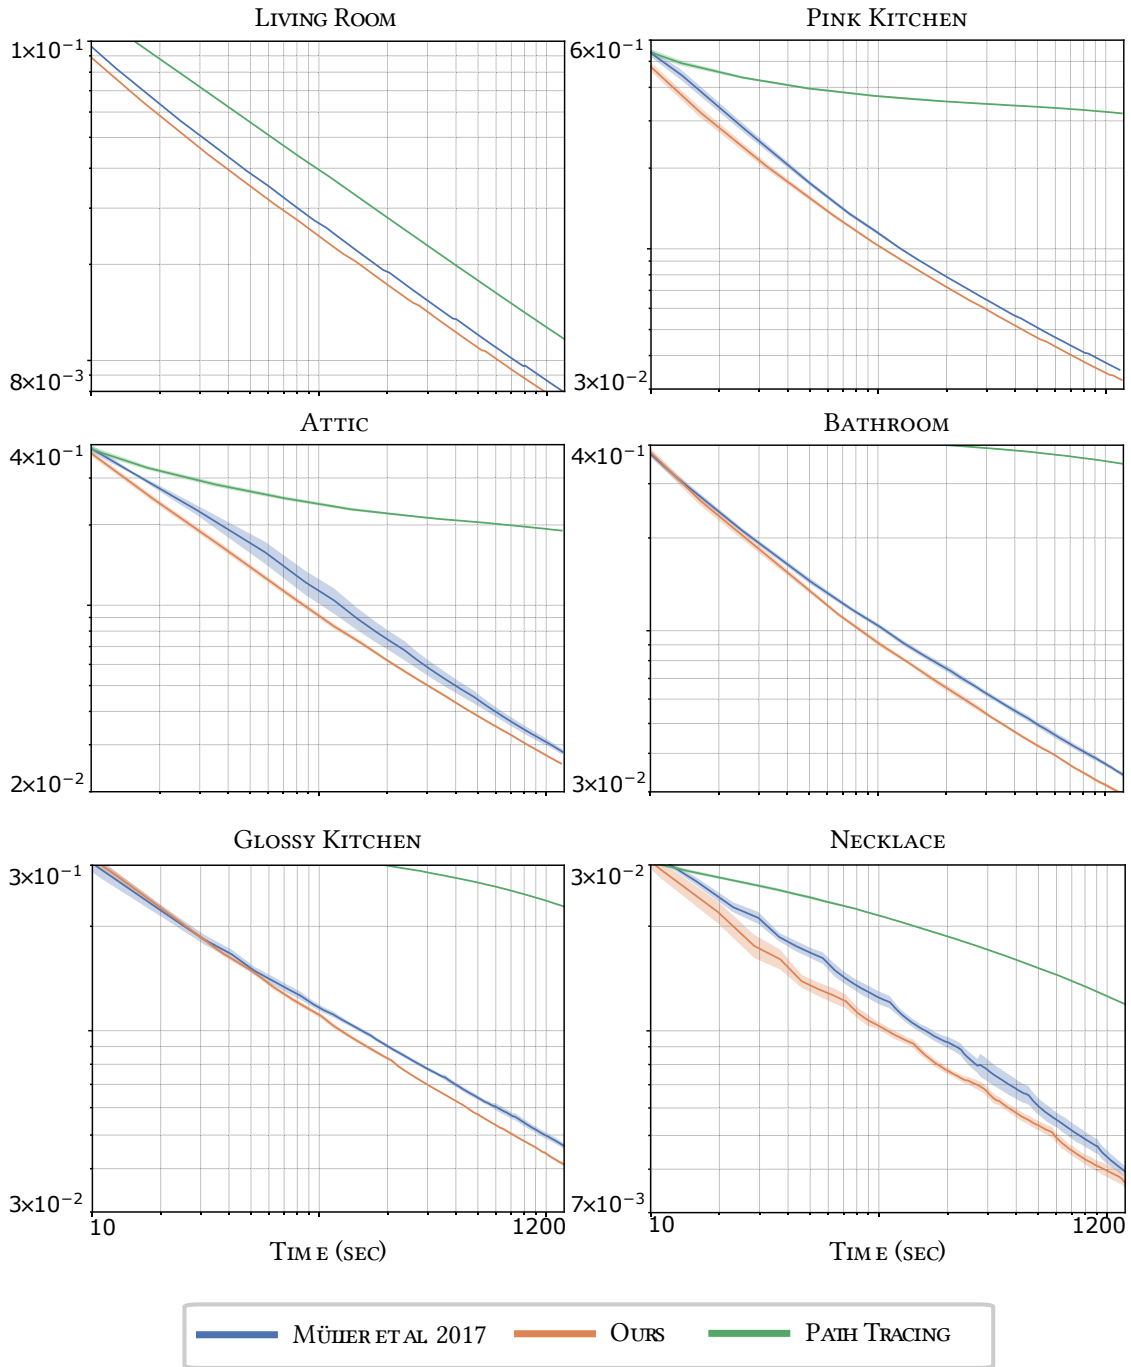 LIVING ROOM
PINK KITCHEN
1×10⁻¹
8×10⁻³
6×10⁻¹
3×10⁻²
ATTIC
BATHROOM
4×10⁻¹
2×10⁻²
4×10⁻¹
3×10⁻²
GLOSSY KITCHEN
NECKLACE
3×10⁻¹
3×10⁻²
3×10⁻²
7×10⁻³
10
1200
10
1200
TIME (SEC)
TIME (SEC)
MÜLLER ET AL 2017
OURS
PATH TRACING